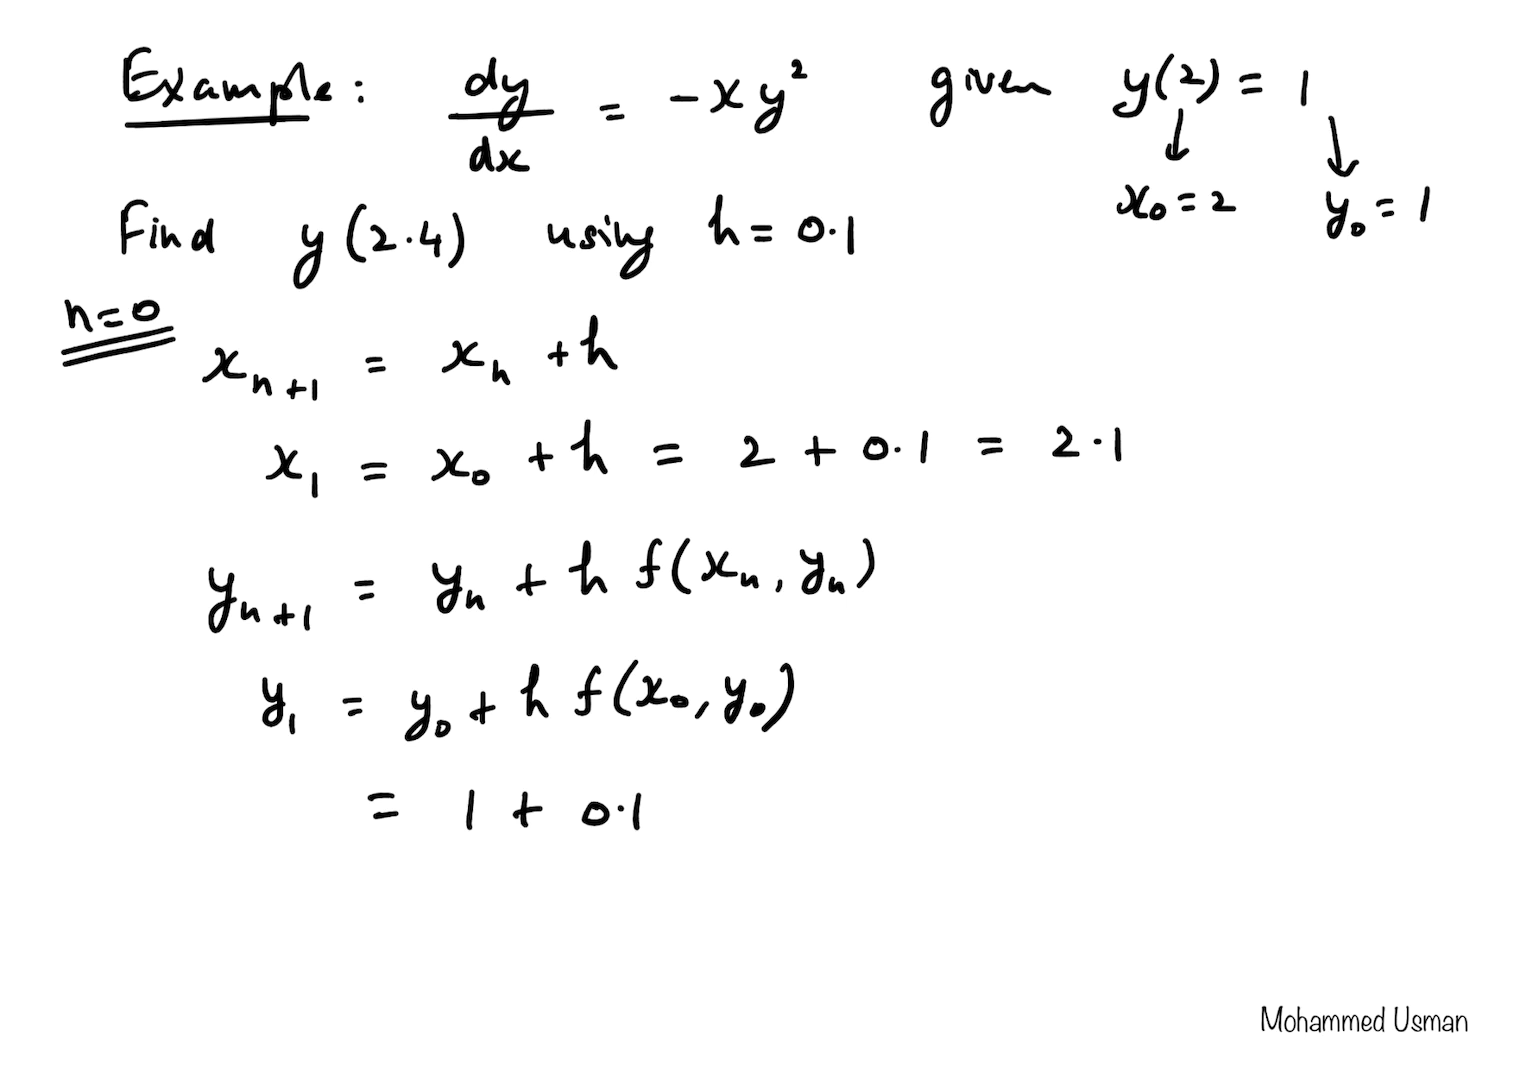 Example: dy/dx = -xy² given y(2) = 1
↓ ↓
x₀ = 2 y₀ = 1
Find y(2.4) using h = 0.1
n=0
xₙ₊₁ = xₙ + h
x₁ = x₀ + h = 2 + 0.1 = 2.1
yₙ₊₁ = yₙ + h f(xₙ, yₙ)
y₁ = y₀ + h f(x₀, y₀)
= 1 + 0.1
Mohammed Usman